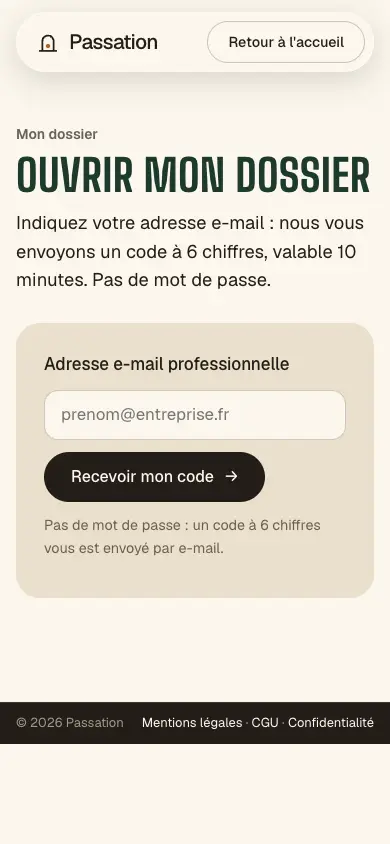 Passation
Retour à l'accueil
Mon dossier
OUVRIR MON DOSSIER
Indiquez votre adresse e-mail : nous vous
envoyons un code à 6 chiffres, valable 10
minutes. Pas de mot de passe.
Adresse e-mail professionnelle
prenom@entreprise.fr
Recevoir mon code →
Pas de mot de passe : un code à 6 chiffres
vous est envoyé par e-mail.
© 2026 Passation Mentions légales · CGU · Confidentialité